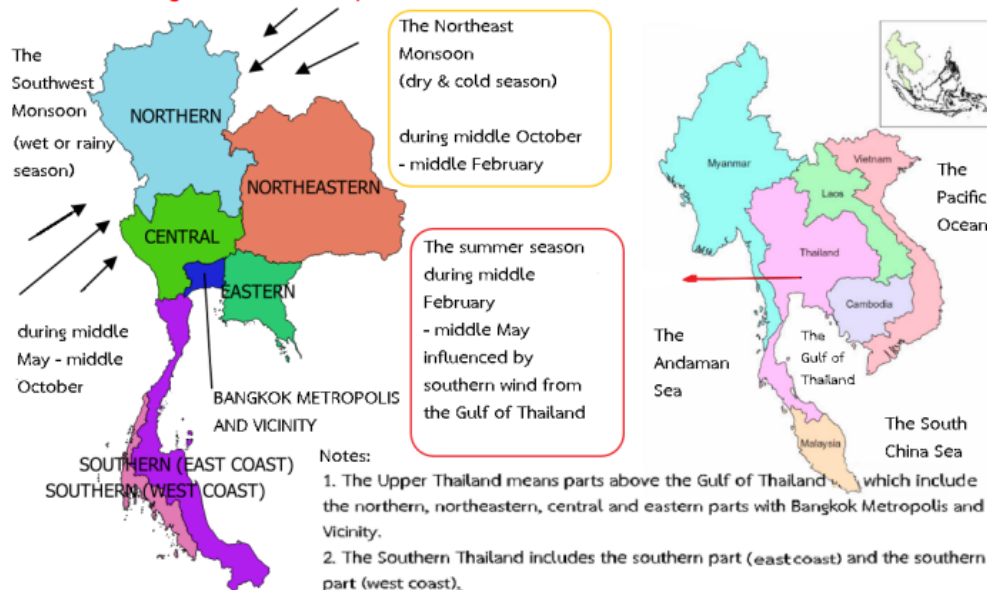 The
Southwest
Monsoon
(wet or rainy
season)
during middle
May - middle
October
NORTHERN
NORTHEASTERN
CENTRAL
EASTERN
BANGKOK METROPOLIS
AND VICINITY
SOUTHERN (EAST COAST)
SOUTHERN (WEST COAST)
The Northeast
Monsoon
(dry & cold season)
during middle October
- middle February
The summer season
during middle
February
- middle May
influenced by
southern wind from
the Gulf of Thailand
Myanmar
Laos
Vietnam
Thailand
Cambodia
Malaysia
The
Pacific
Ocean
The
Andaman
Sea
The
Gulf of
Thailand
The South
China Sea
Notes:
1. The Upper Thailand means parts above the Gulf of Thailand which include
the northern, northeastern, central and eastern parts with Bangkok Metropolis and
Vicinity.
2. The Southern Thailand includes the southern part (east coast) and the southern
part (west coast).